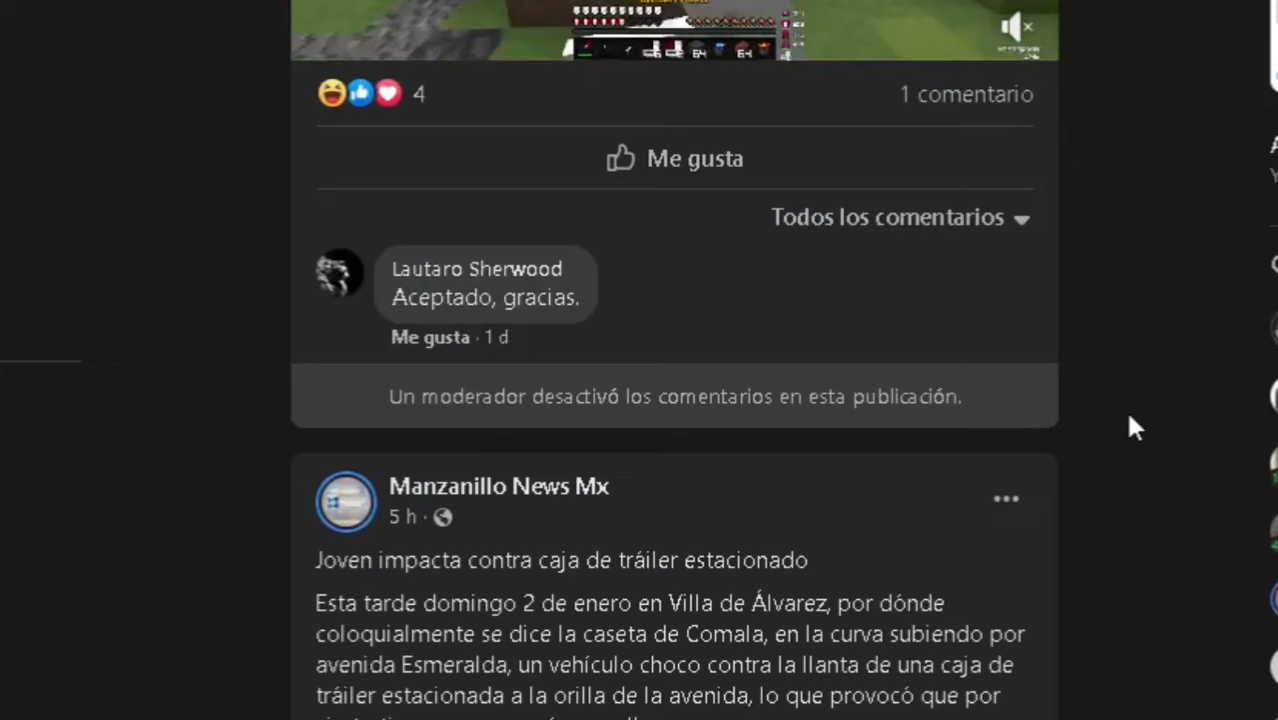 64
64
4
1 comentario
Me gusta
Todos los comentarios
Lautaro Sherwood
Aceptado, gracias.
Me gusta · 1 d
Un moderador desactivó los comentarios en esta publicación.
Manzanillo News Mx
5 h ·
Joven impacta contra caja de tráiler estacionado
Esta tarde domingo 2 de enero en Villa de Álvarez, por dónde
coloquialmente se dice la caseta de Comala, en la curva subiendo por
avenida Esmeralda, un vehículo choco contra la llanta de una caja de
tráiler estacionada a la orilla de la avenida, lo que provocó que por